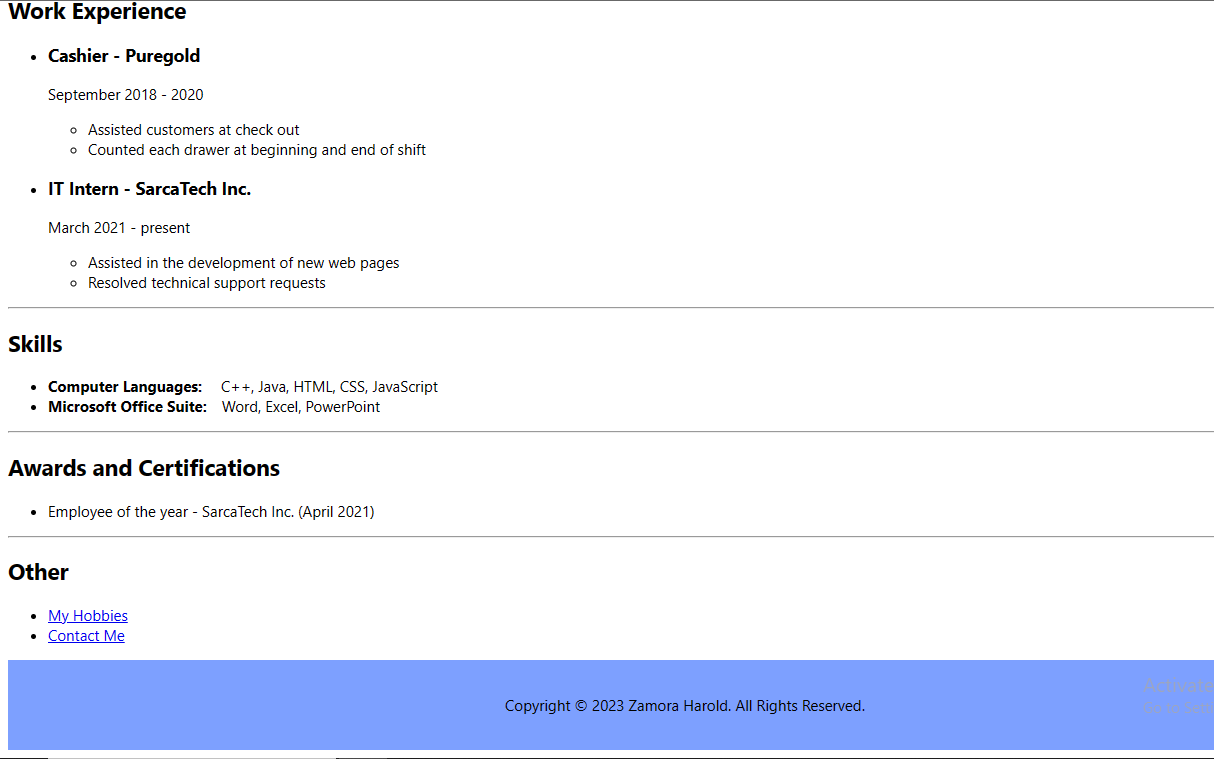 Work Experience
Cashier - Puregold
September 2018 - 2020
Assisted customers at check out
Counted each drawer at beginning and end of shift
IT Intern - SarcaTech Inc.
March 2021 - present
Assisted in the development of new web pages
Resolved technical support requests
Skills
Computer Languages: C++, Java, HTML, CSS, JavaScript
Microsoft Office Suite: Word, Excel, PowerPoint
Awards and Certifications
Employee of the year - SarcaTech Inc. (April 2021)
Other
My Hobbies
Contact Me
Copyright © 2023 Zamora Harold. All Rights Reserved.
Activate
Go to